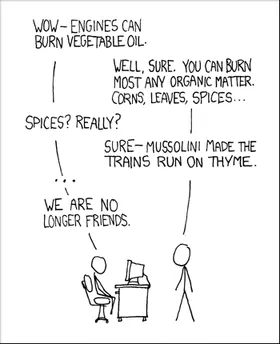 WOW- ENGINES CAN
BURN VEGETABLE OIL.
WELL, SURE. YOU CAN BURN
MOST ANY ORGANIC MATTER.
CORNS, LEAVES, SPICES...
SPICES? REALLY?
SURE- MUSSOLINI MADE THE
TRAINS RUN ON THYME.
...
WE ARE NO
LONGER FRIENDS.